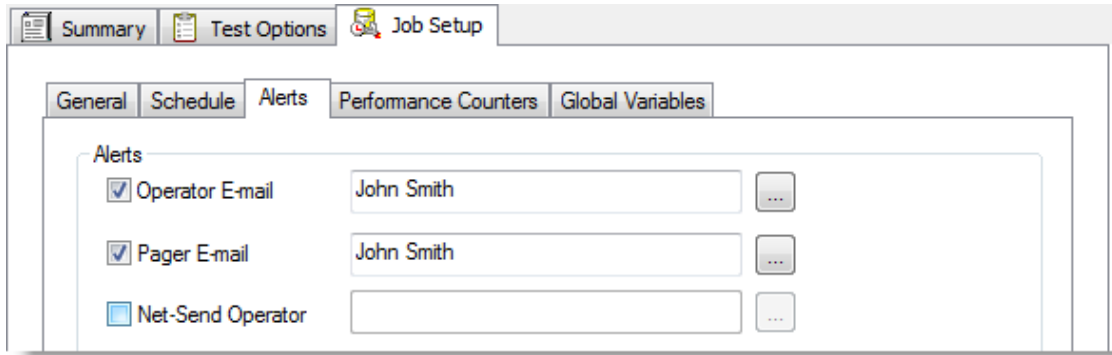 Summary Test Options Job Setup
General Schedule Alerts Performance Counters Global Variables
Alerts
Operator E-mail John Smith ...
Pager E-mail John Smith ...
Net-Send Operator ...